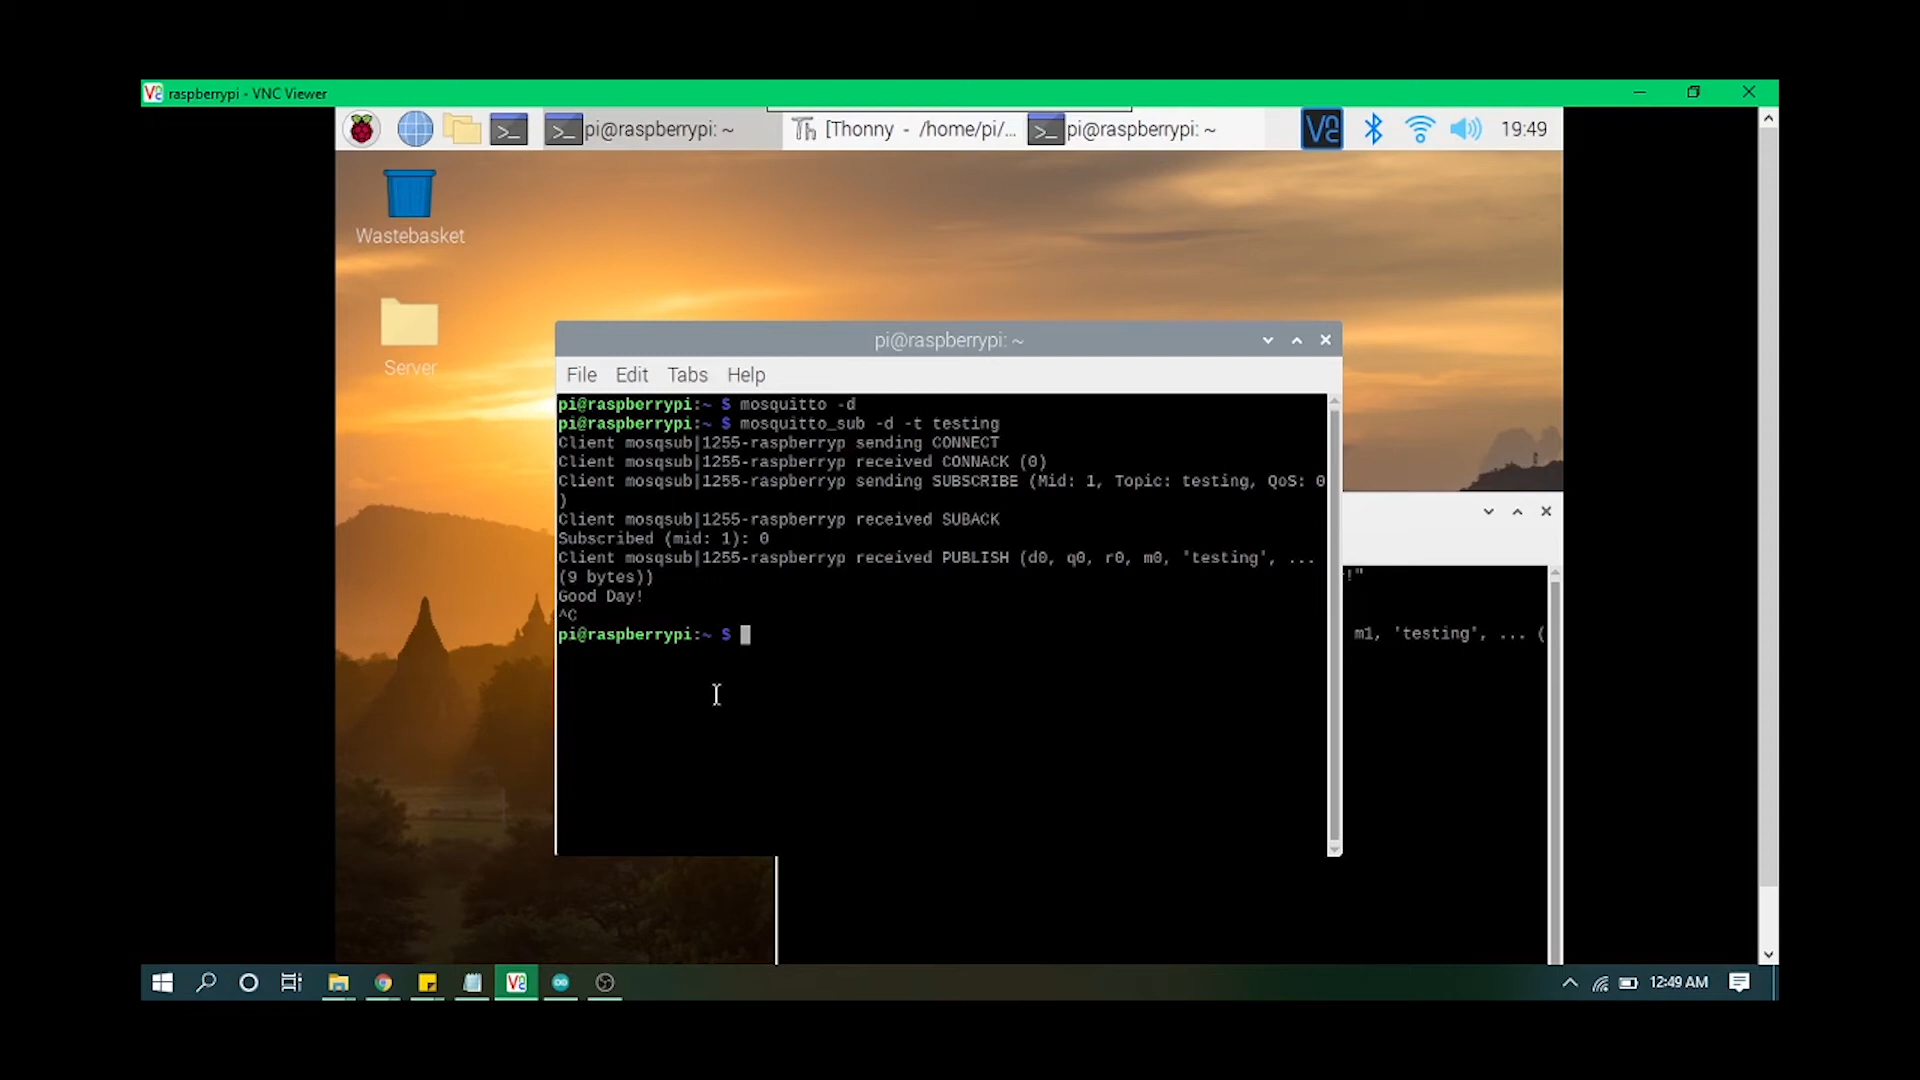 raspberrypi - VNC Viewer
pi@raspberrypi: ~
[Thonny - /home/pi/...
pi@raspberrypi: ~
19:49
Wastebasket
Server
pi@raspberrypi: ~
File Edit Tabs Help
pi@raspberrypi:~ $ mosquitto -d
pi@raspberrypi:~ $ mosquitto_sub -d -t testing
Client mosqsub|1255-raspberryp sending CONNECT
Client mosqsub|1255-raspberryp received CONNACK (0)
Client mosqsub|1255-raspberryp sending SUBSCRIBE (Mid: 1, Topic: testing, QoS: 0
)
Client mosqsub|1255-raspberryp received SUBACK
Subscribed (mid: 1): 0
Client mosqsub|1255-raspberryp received PUBLISH (d0, q0, r0, m0, 'testing', ...
(9 bytes))
Good Day!
^C
pi@raspberrypi:~ $
!"
m1, 'testing', ... (
12:49 AM